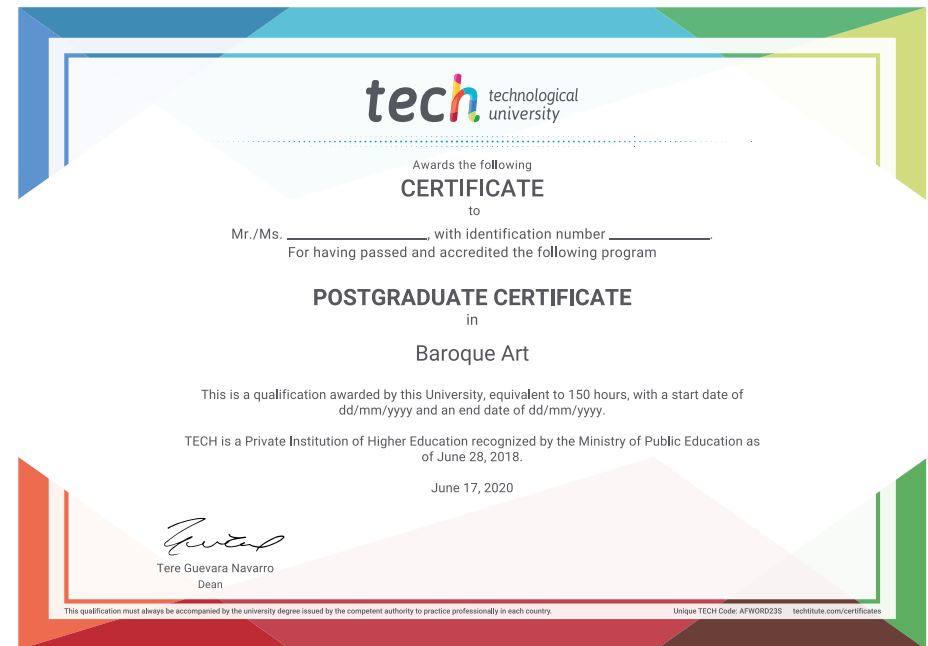 tech technological
university
Awards the following
CERTIFICATE
to
Mr./Ms. ____________________, with identification number ______________.
For having passed and accredited the following program
POSTGRADUATE CERTIFICATE
in
Baroque Art
This is a qualification awarded by this University, equivalent to 150 hours, with a start date of
dd/mm/yyyy and an end date of dd/mm/yyyy.
TECH is a Private Institution of Higher Education recognized by the Ministry of Public Education as
of June 28, 2018.
June 17, 2020
Tere Guevara Navarro
Dean
This qualification must always be accompanied by the university degree issued by the competent authority to practice professionally in each country.
Unique TECH Code: AFWORD23S techtitute.com/certificates